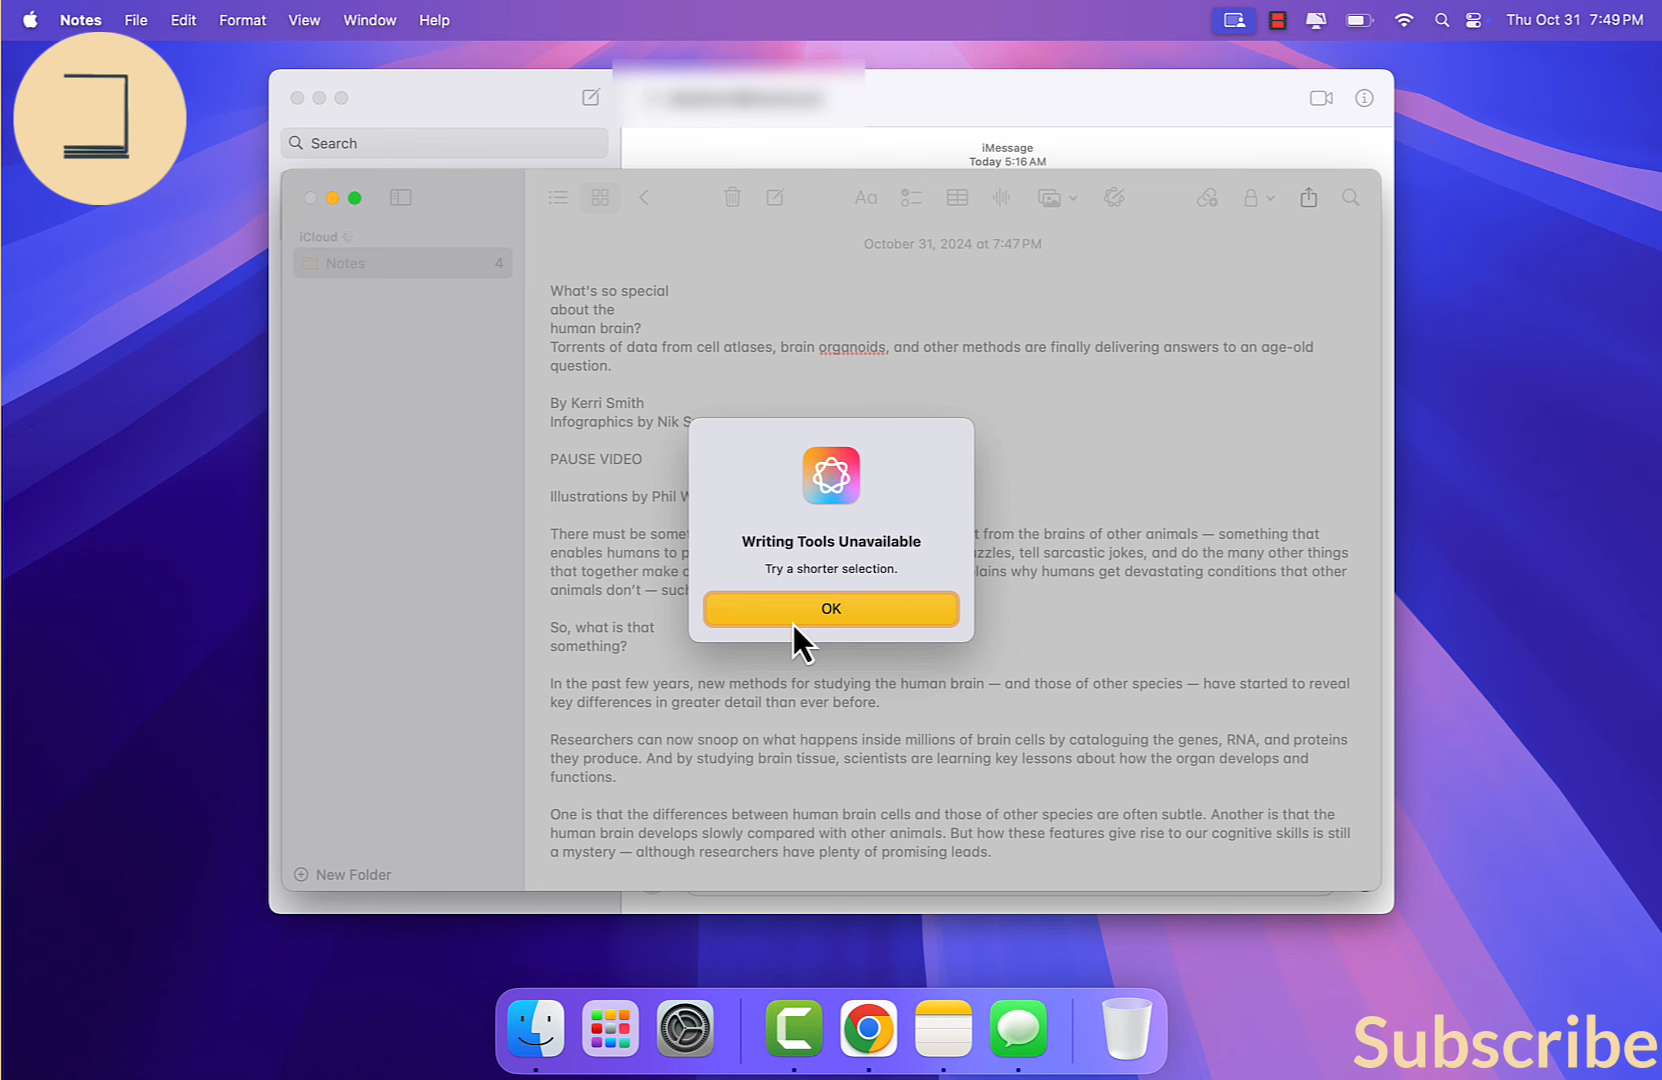 Notes File Edit Format View Window Help
Thu Oct 31 7:49 PM
Search
iMessage
Today 5:16 AM
Aa
iCloud
Notes 4
October 31, 2024 at 7:47 PM
What's so special
about the
human brain?
Torrents of data from cell atlases, brain organoids, and other methods are finally delivering answers to an age-old
question.
By Kerri Smith
Infographics by Nik
PAUSE VIDEO
Illustrations by Phil
There must be from the brains of other animals — something that
enables humans to tell sarcastic jokes, and do the many other things
that together make why humans get devastating conditions that other
animals don't —
So, what is that
something?
In the past few years, new methods for studying the human brain — and those of other species — have started to reveal
key differences in greater detail than ever before.
Researchers can now snoop on what happens inside millions of brain cells by cataloguing the genes, RNA, and proteins
they produce. And by studying brain tissue, scientists are learning key lessons about how the organ develops and
functions.
One is that the differences between human brain cells and those of other species are often subtle. Another is that the
human brain develops slowly compared with other animals. But how these features give rise to our cognitive skills is still
a mystery — although researchers have plenty of promising leads.
Writing Tools Unavailable
Try a shorter selection.
OK
New Folder
Subscribe